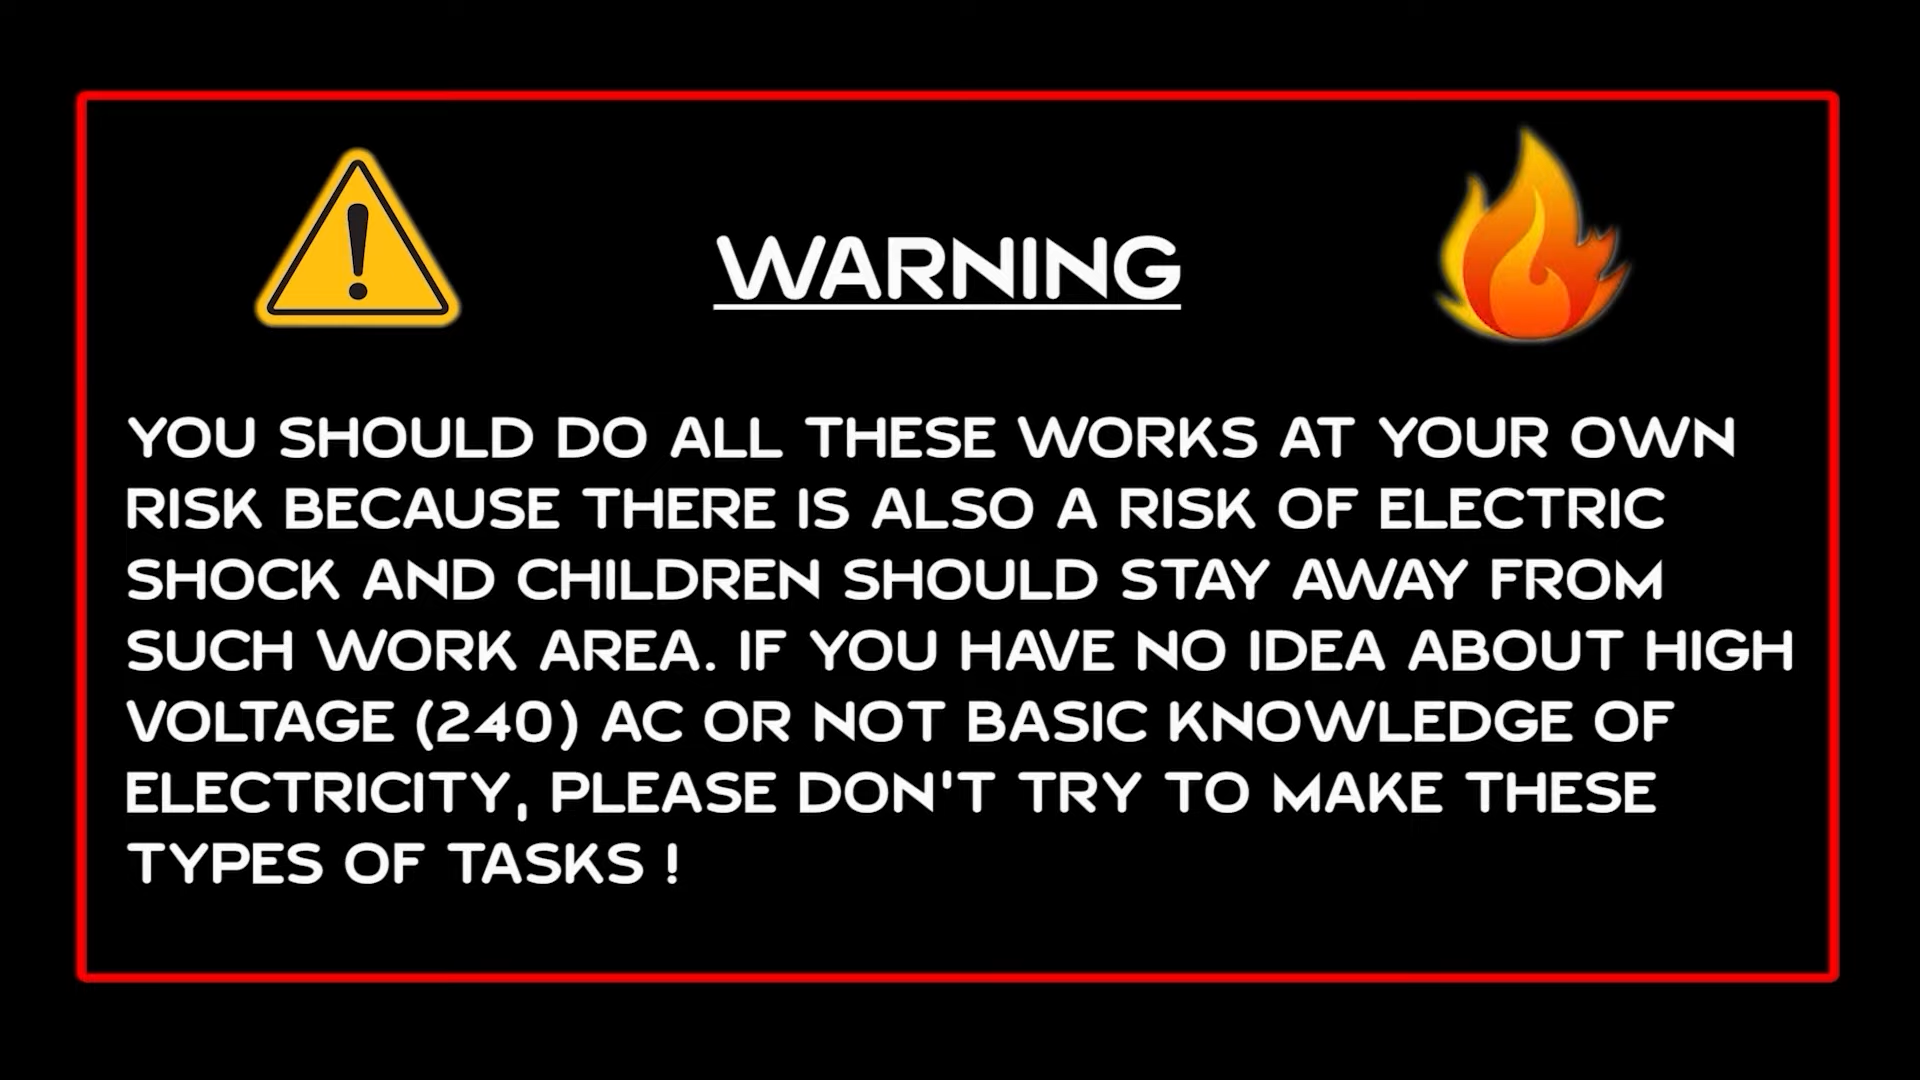 WARNING
YOU SHOULD DO ALL THESE WORKS AT YOUR OWN
RISK BECAUSE THERE IS ALSO A RISK OF ELECTRIC
SHOCK AND CHILDREN SHOULD STAY AWAY FROM
SUCH WORK AREA. IF YOU HAVE NO IDEA ABOUT HIGH
VOLTAGE (240) AC OR NOT BASIC KNOWLEDGE OF
ELECTRICITY, PLEASE DON'T TRY TO MAKE THESE
TYPES OF TASKS !